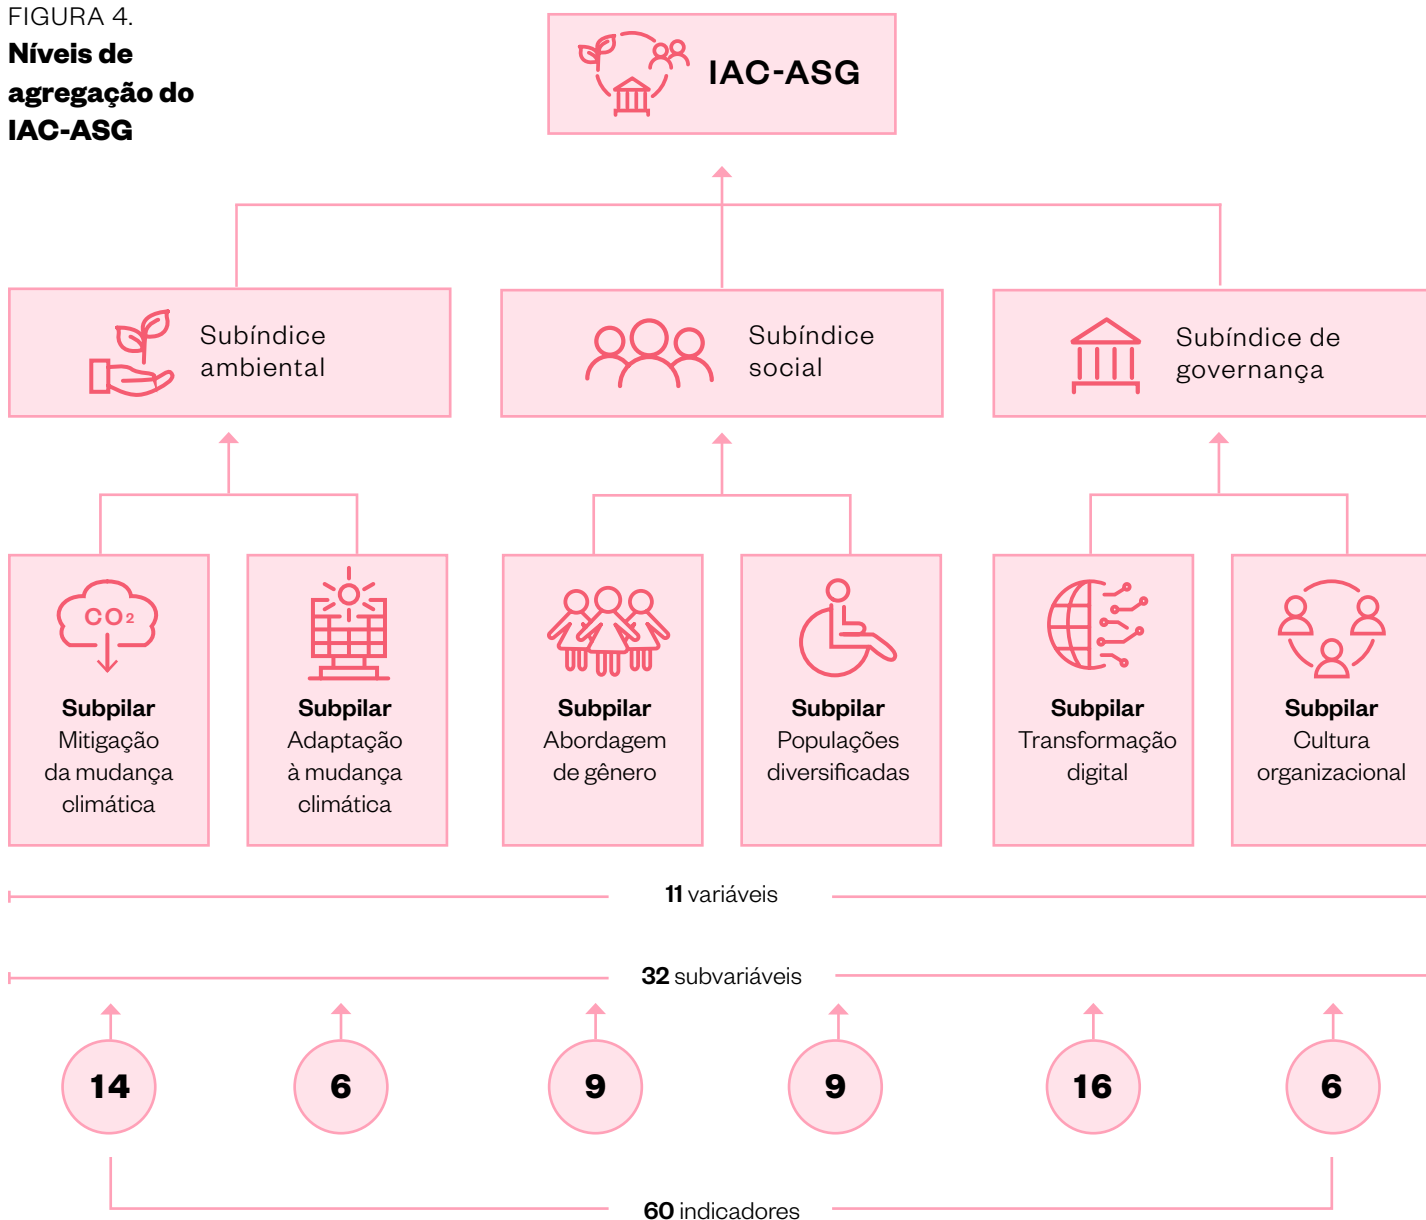 FIGURA 4.
Níveis de
agregação do
IAC-ASG
IAC-ASG
Subíndice
ambiental
Subíndice
social
Subíndice de
governança
CO2
Subpilar
Mitigação
da mudança
climática
Subpilar
Adaptação
à mudança
climática
Subpilar
Abordagem
de gênero
Subpilar
Populações
diversificadas
Subpilar
Transformação
digital
Subpilar
Cultura
organizacional
11 variáveis
32 subvariáveis
14
6
9
9
16
6
60 indicadores